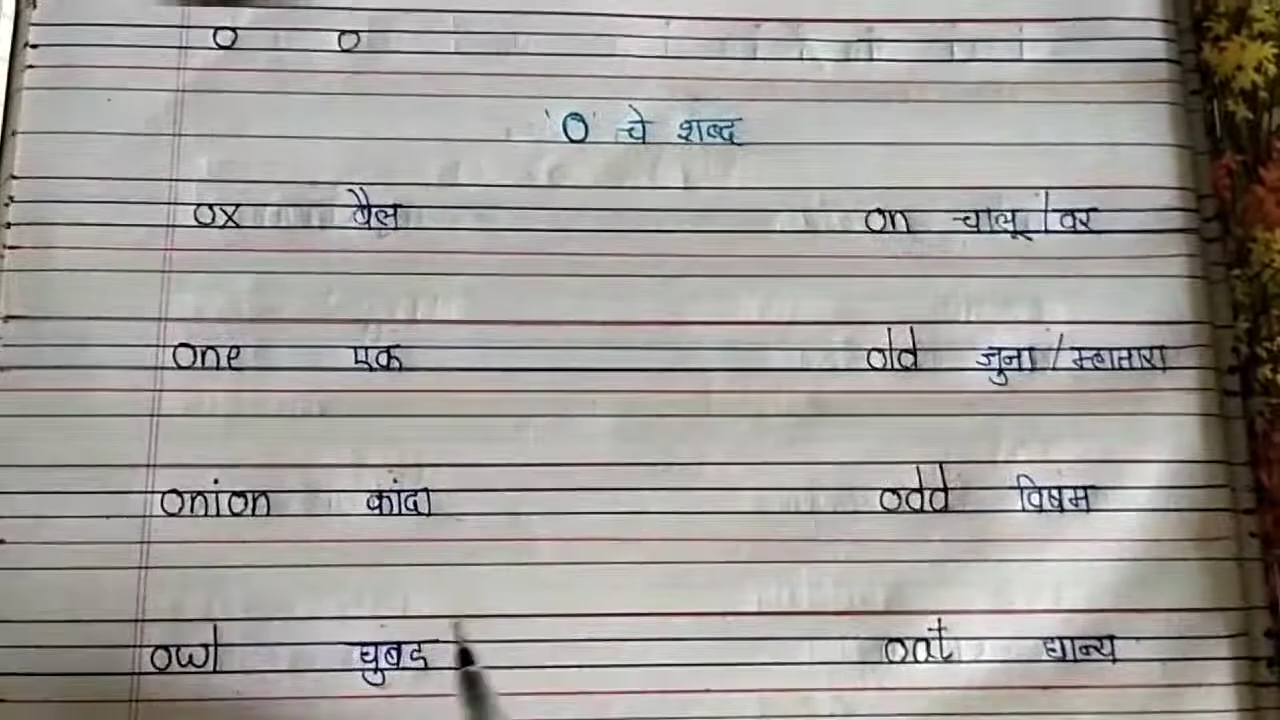 o o
'O' चे शब्द
ox बैल on चालू / वर
one एक old जुना / म्हातारा
onion कांदा odd विषम
owl घुबड oat धान्य